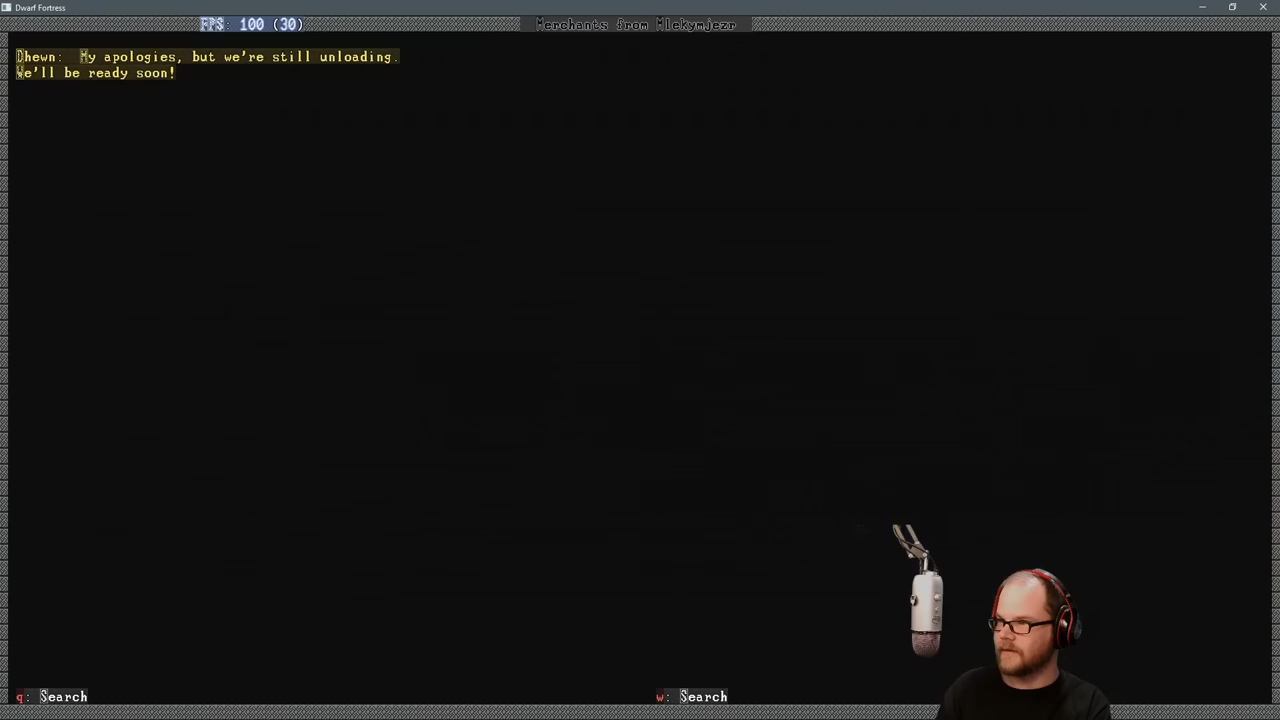 Dwarf Fortress
FPS: 100 (30)
Merchants from Mlekymjezr
Dhewn: My apologies, but we're still unloading.
We'll be ready soon!
q: Search
w: Search